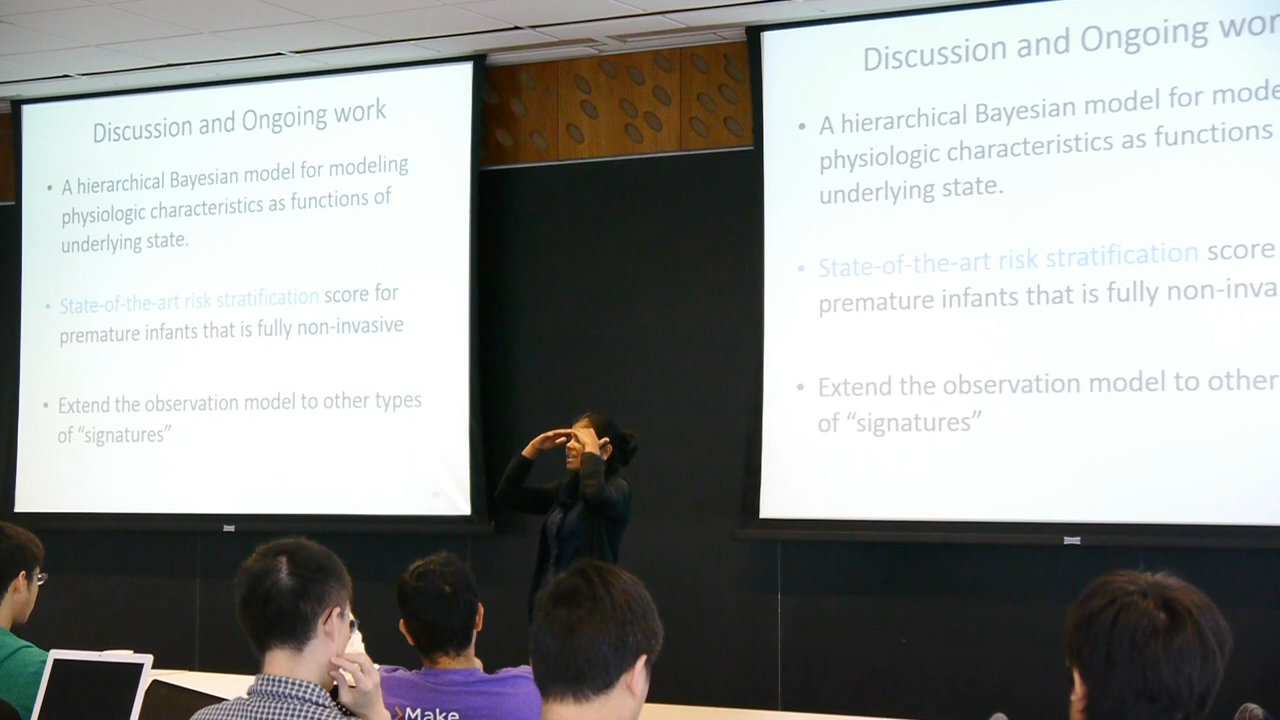 Discussion and Ongoing work
• A hierarchical Bayesian model for modeling
physiologic characteristics as functions of
underlying state.
• State-of-the-art risk stratification score for
premature infants that is fully non-invasive
• Extend the observation model to other types
of “signatures”
Discussion and Ongoing wor
• A hierarchical Bayesian model for mode
physiologic characteristics as functions
underlying state.
• State-of-the-art risk stratification score
premature infants that is fully non-inva
• Extend the observation model to other
of “signatures”
›Make